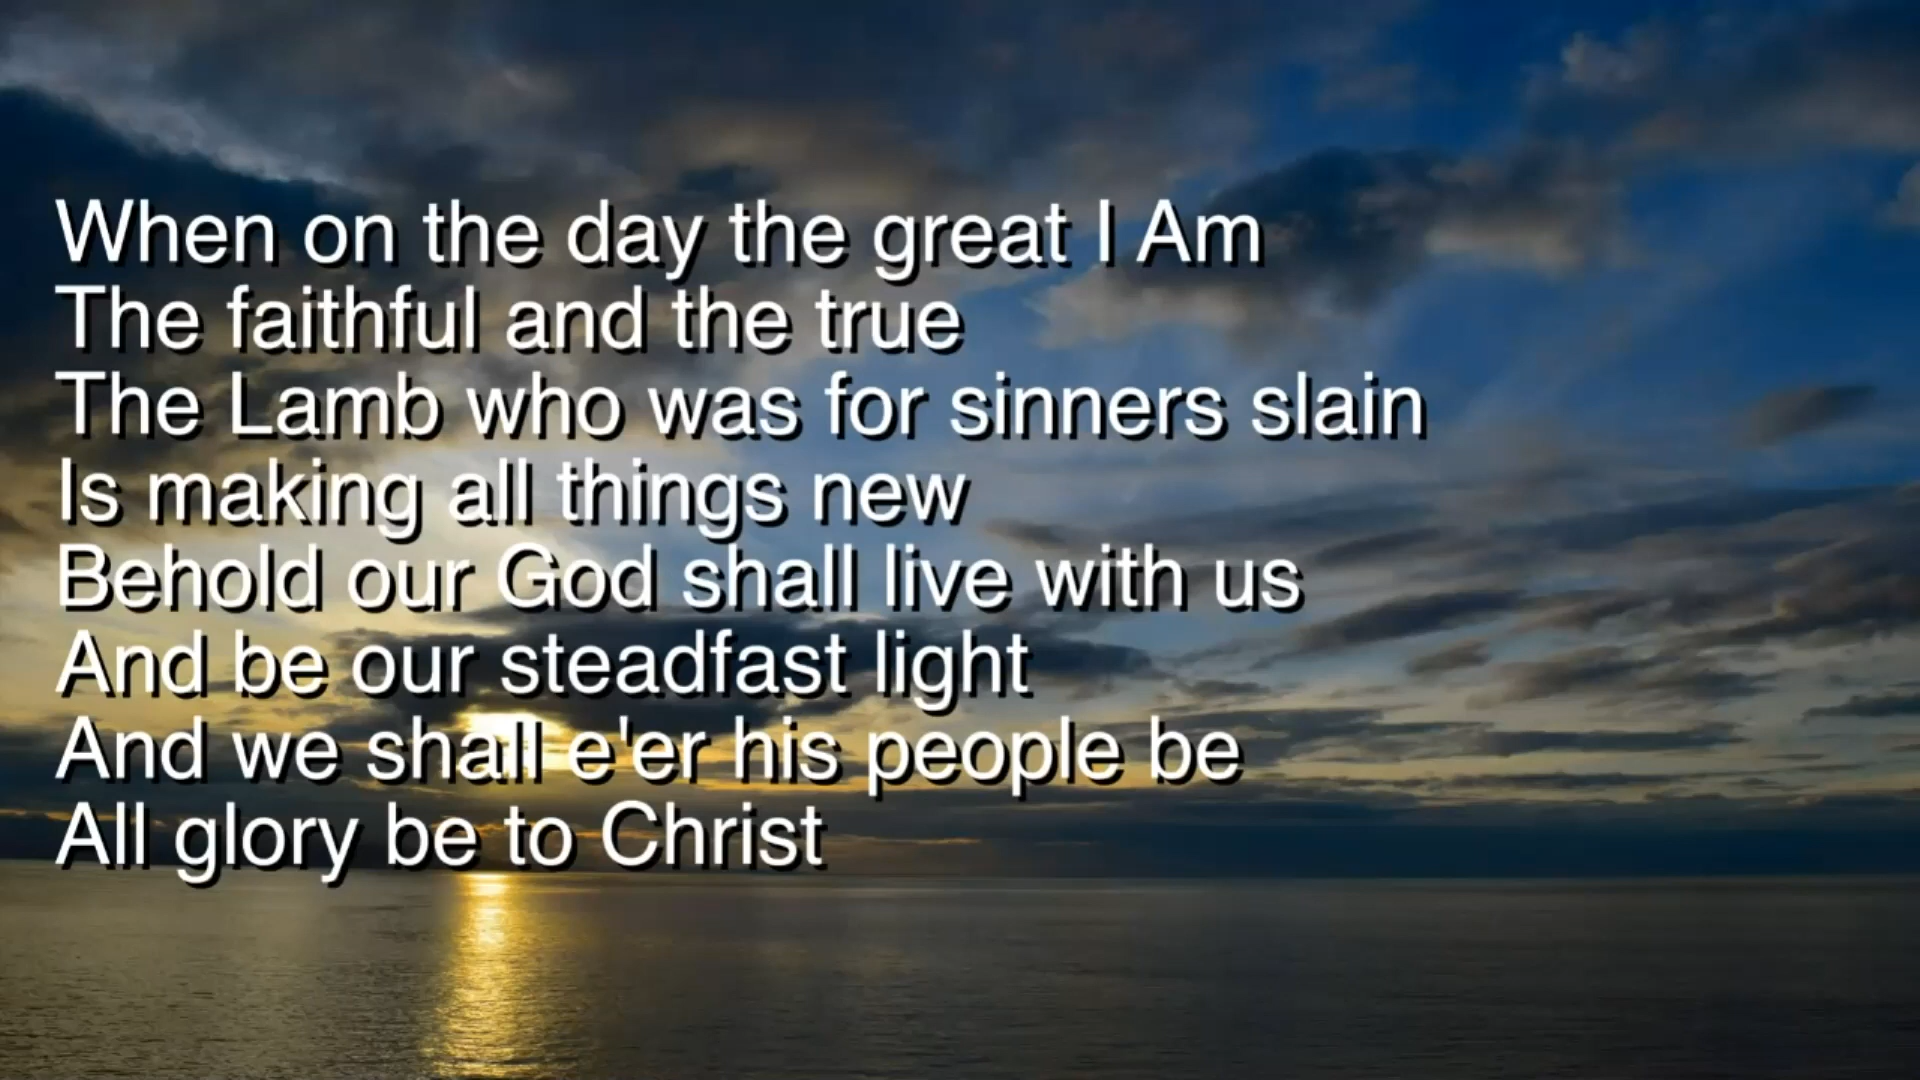 When on the day the great I Am
The faithful and the true
The Lamb who was for sinners slain
Is making all things new
Behold our God shall live with us
And be our steadfast light
And we shall e'er his people be
All glory be to Christ